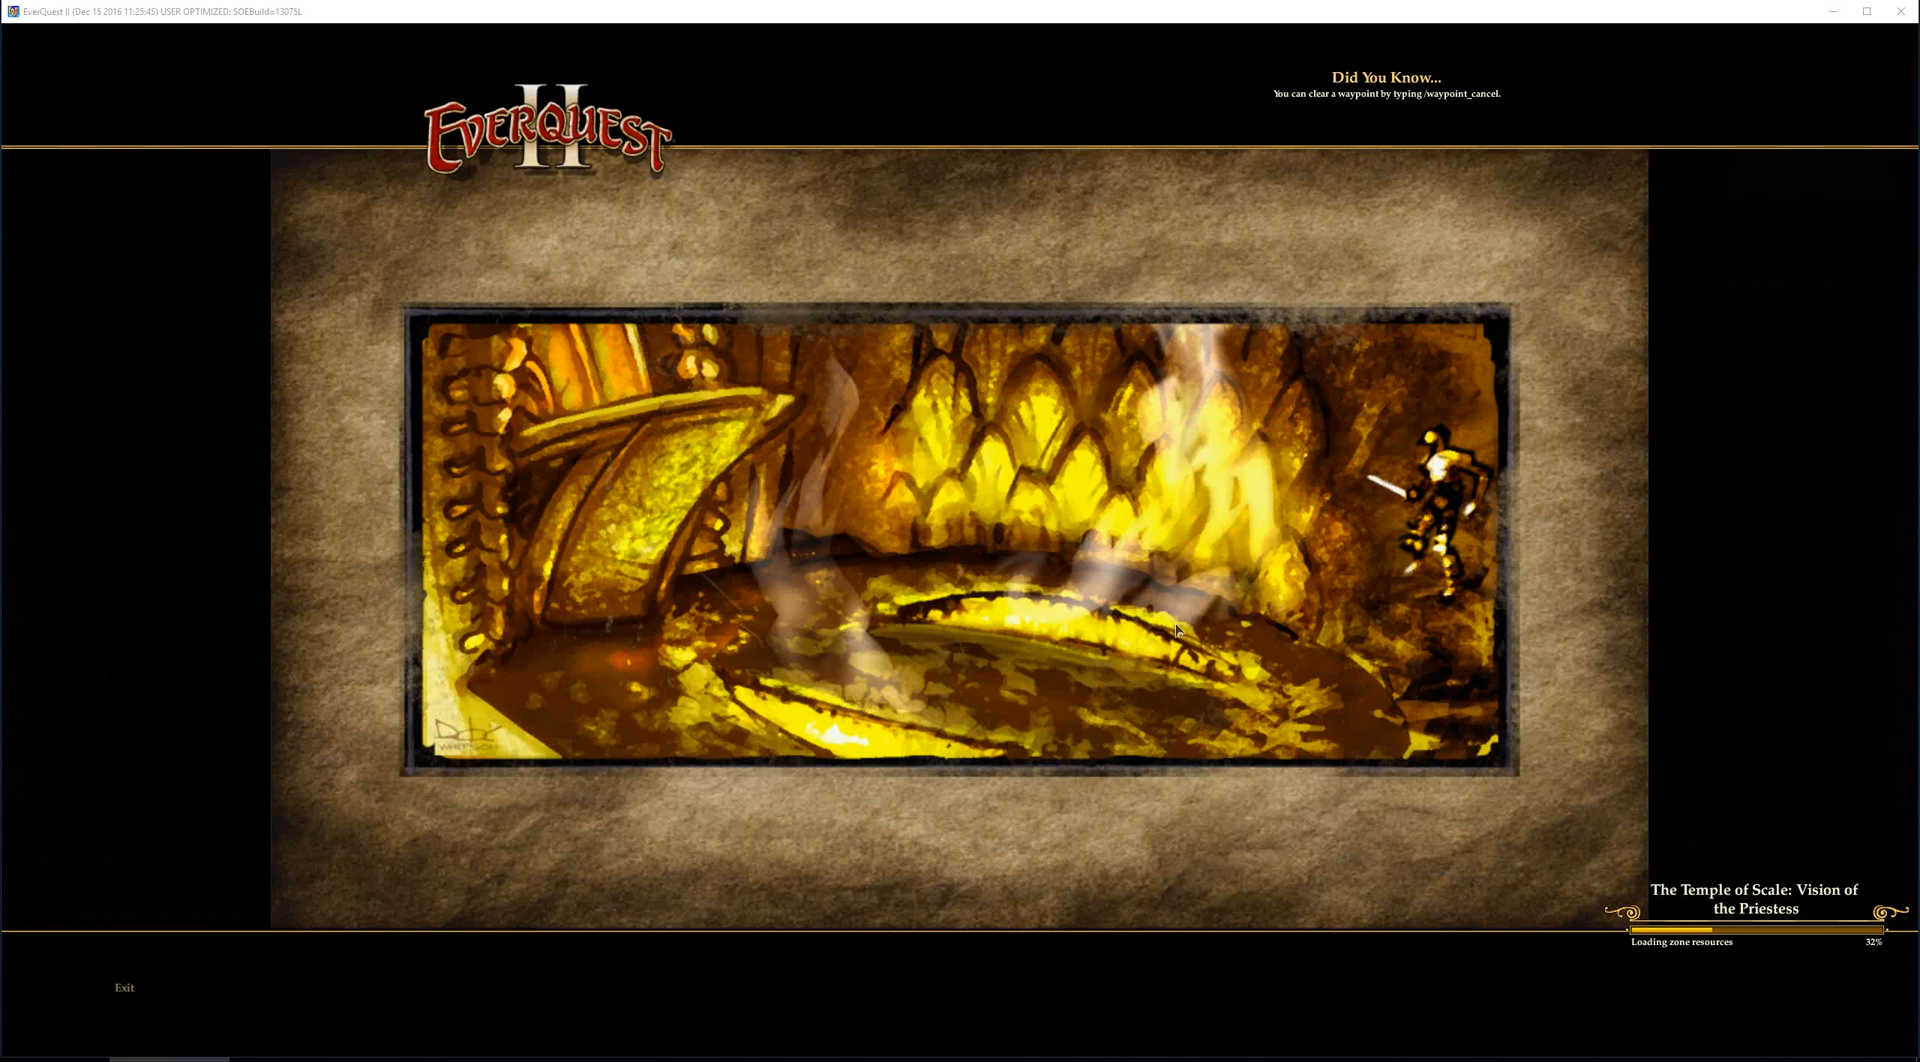 EverQuest II (Dec 15 2016 11:25:45) USER OPTIMIZED: SOEBuild=13075L
EVERQUEST
II
Did You Know...
You can clear a waypoint by typing /waypoint_cancel.
The Temple of Scale: Vision of
the Priestess
Loading zone resources 32%
Exit